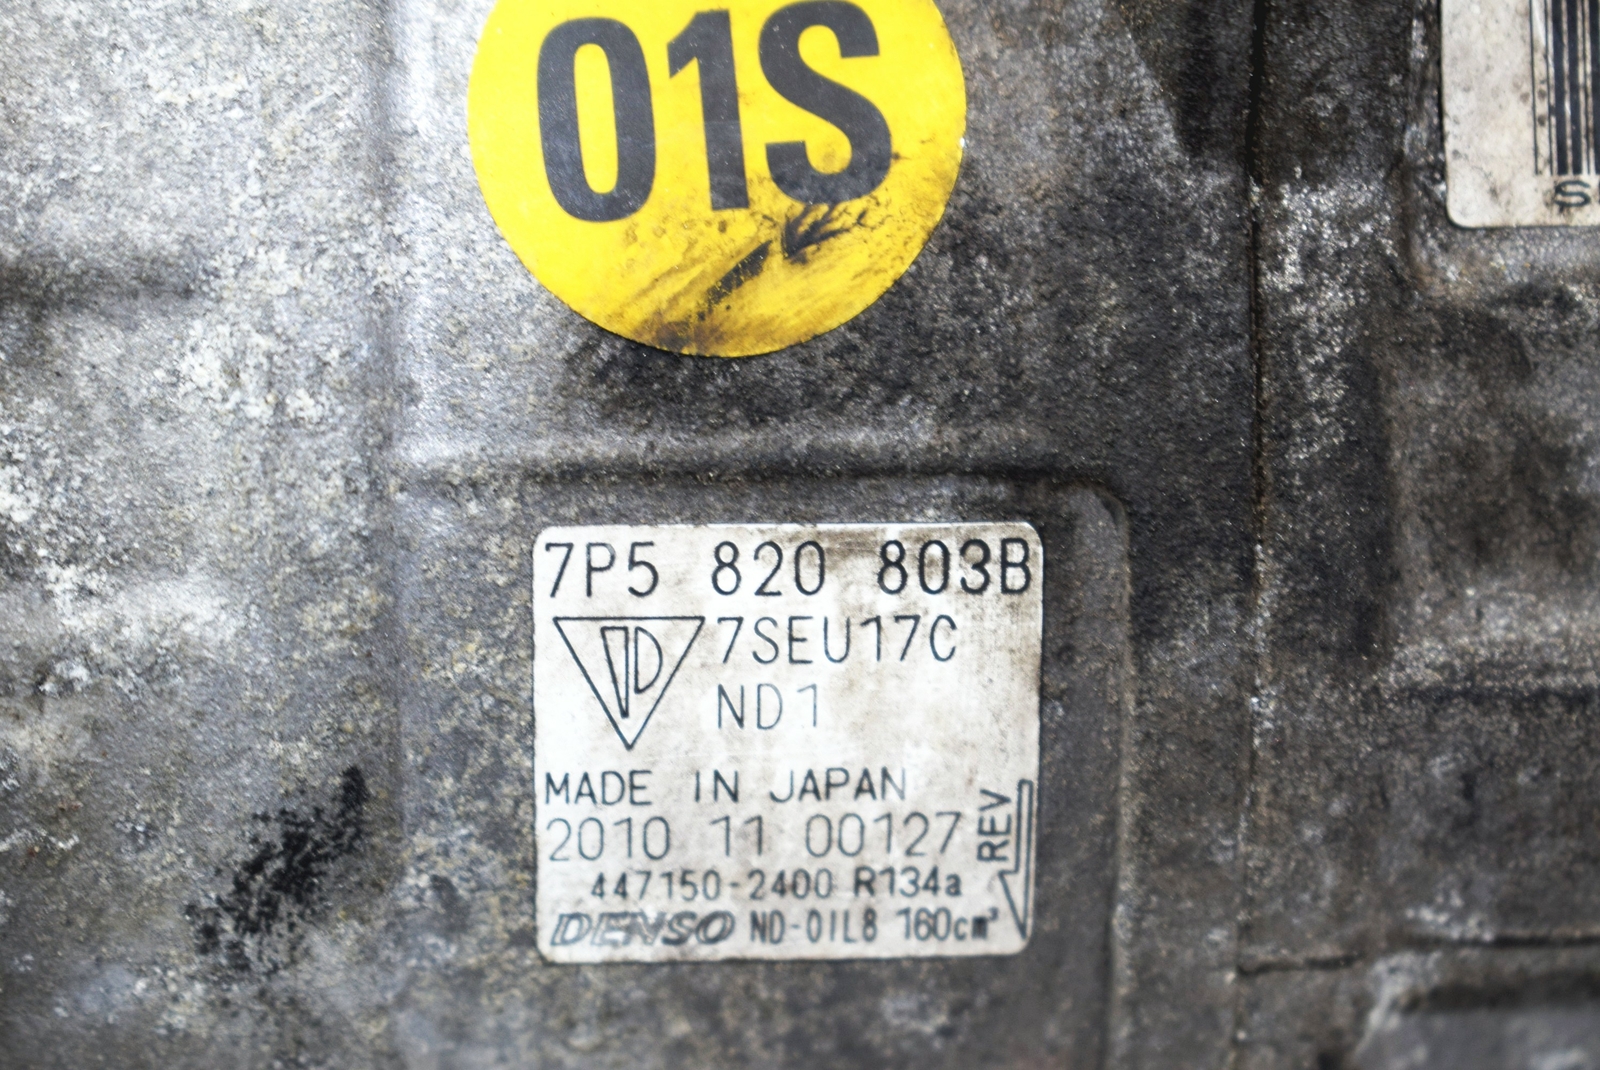 01S
7P5 820 803B
7SEU17C
ND1
MADE IN JAPAN
2010 11 00127
REV
447150-2400 R134a
DENSO ND-OIL8 160cm³